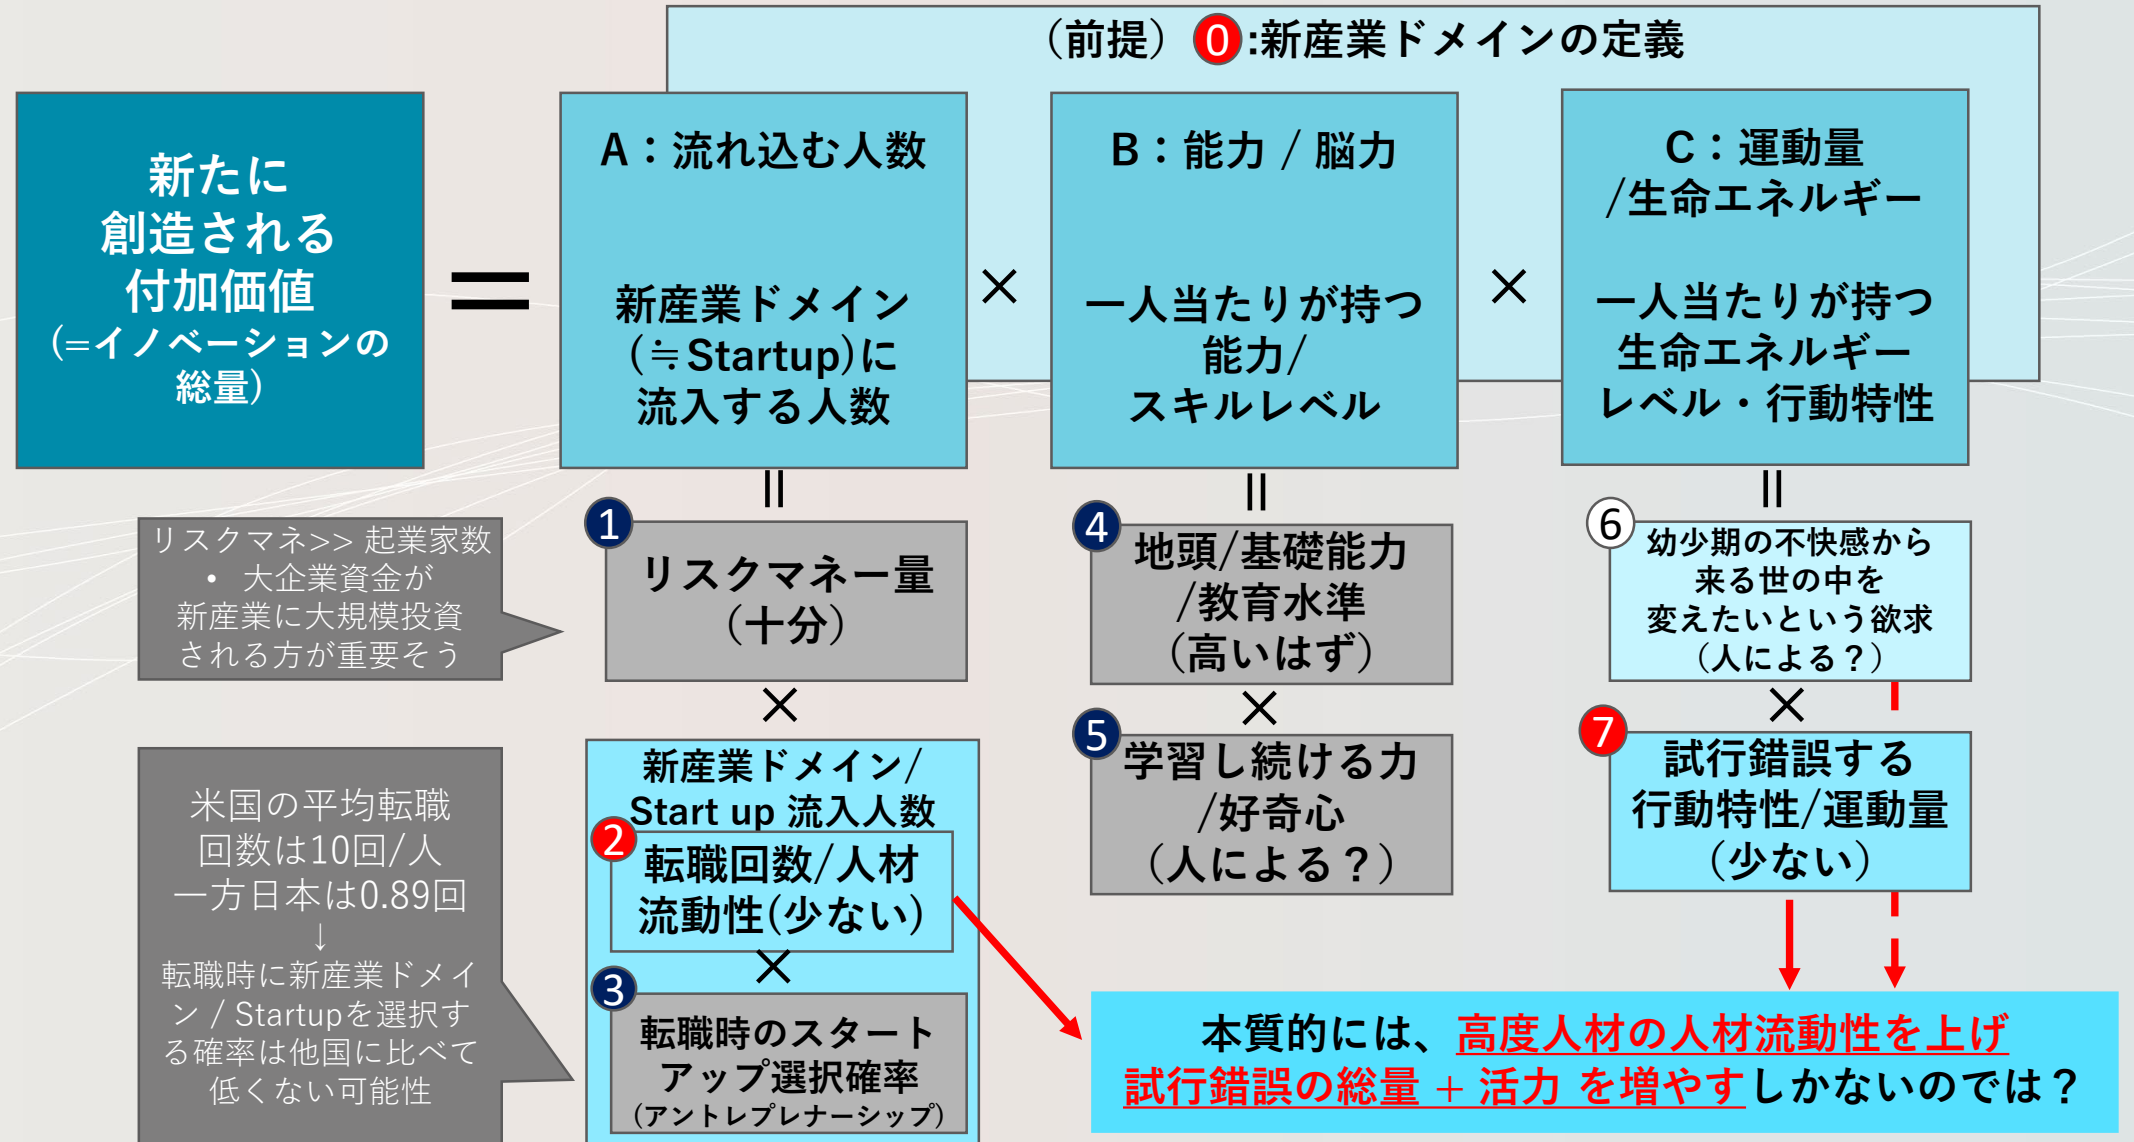 （前提）0:新産業ドメインの定義
新たに
創造される
付加価値
(=イノベーションの
総量)
=
A：流れ込む人数
新産業ドメイン
(≒Startup)に
流入する人数
×
B：能力 / 脳力
一人当たりが持つ
能力/
スキルレベル
×
C：運動量
/生命エネルギー
一人当たりが持つ
生命エネルギー
レベル・行動特性
=
リスクマネ>> 起業家数
• 大企業資金が
新産業に大規模投資
される方が重要そう
1
リスクマネー量
(十分)
×
米国の平均転職
回数は10回/人
一方日本は0.89回
↓
転職時に新産業ドメイ
ン / Startupを選択す
る確率は他国に比べて
低くない可能性
新産業ドメイン/
Start up 流入人数
2
転職回数/人材
流動性(少ない)
×
3
転職時のスタート
アップ選択確率
(アントレプレナーシップ)
=
4
地頭/基礎能力
/教育水準
(高いはず)
×
5
学習し続ける力
/好奇心
(人による？)
=
6
幼少期の不快感から
来る世の中を
変えたいという欲求
(人による？)
×
7
試行錯誤する
行動特性/運動量
(少ない)
本質的には、高度人材の人材流動性を上げ
試行錯誤の総量 + 活力 を増やすしかないのでは？